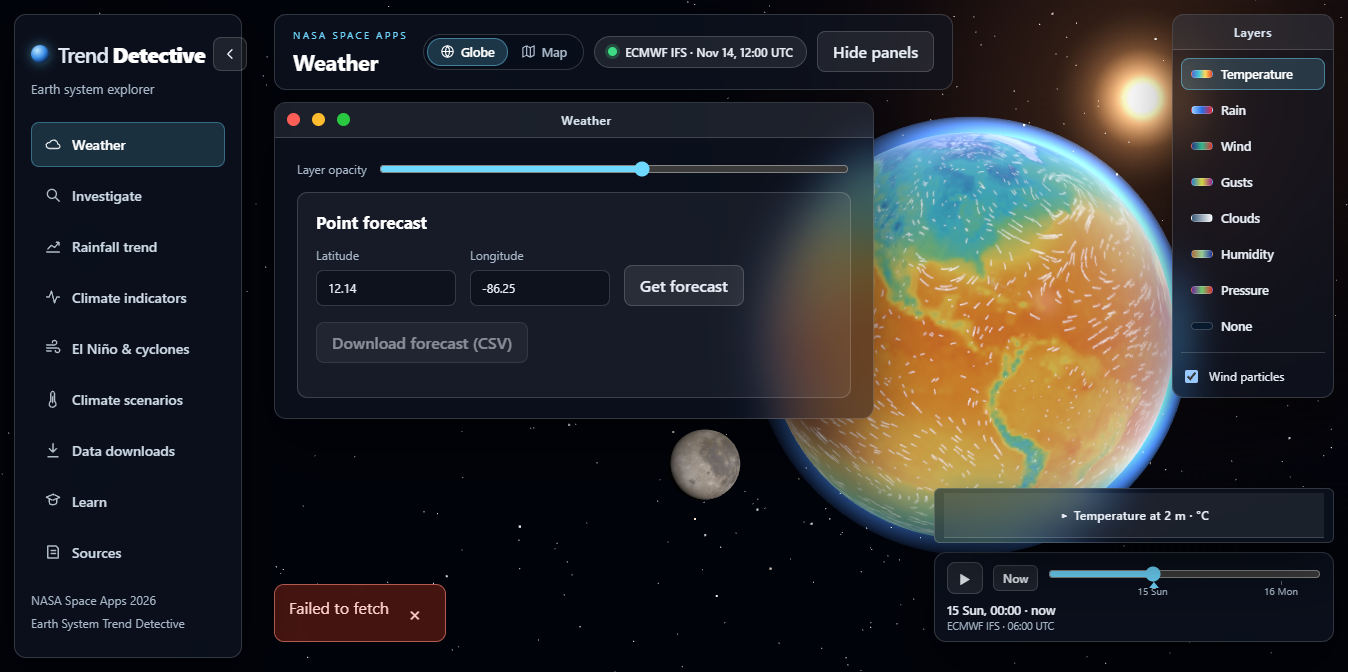 Trend Detective
Earth system explorer
Weather
Investigate
Rainfall trend
Climate indicators
El Niño & cyclones
Climate scenarios
Data downloads
Learn
Sources
NASA Space Apps 2026
Earth System Trend Detective
NASA SPACE APPS
Weather
Globe
Map
ECMWF IFS · Nov 14, 12:00 UTC
Hide panels
Weather
Layer opacity
Point forecast
Latitude
Longitude
12.14
-86.25
Get forecast
Download forecast (CSV)
Failed to fetch
Layers
Temperature
Rain
Wind
Gusts
Clouds
Humidity
Pressure
None
Wind particles
Temperature at 2 m · °C
Now
15 Sun
16 Mon
15 Sun, 00:00 · now
ECMWF IFS · 06:00 UTC